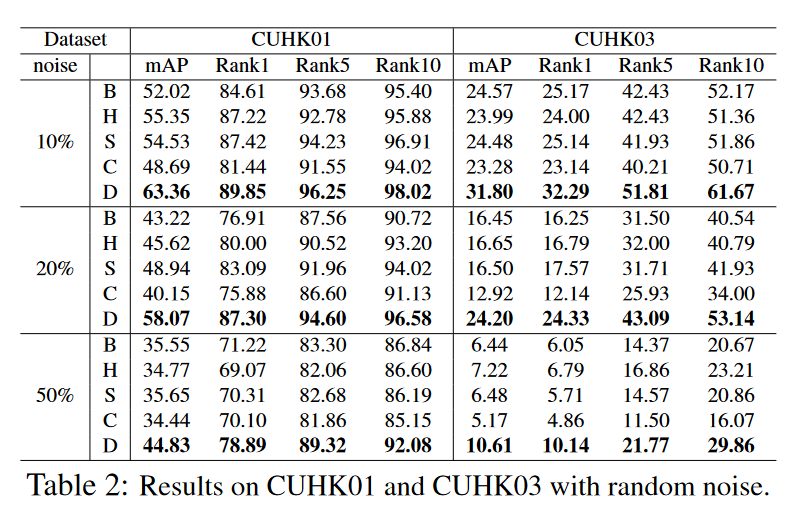 Dataset CUHK01 CUHK03
noise mAP Rank1 Rank5 Rank10 mAP Rank1 Rank5 Rank10
B 52.02 84.61 93.68 95.40 24.57 25.17 42.43 52.17
H 55.35 87.22 92.78 95.88 23.99 24.00 42.43 51.36
10% S 54.53 87.42 94.23 96.91 24.48 25.14 41.93 51.86
C 48.69 81.44 91.55 94.02 23.28 23.14 40.21 50.71
D 63.36 89.85 96.25 98.02 31.80 32.29 51.81 61.67
B 43.22 76.91 87.56 90.72 16.45 16.25 31.50 40.54
H 45.62 80.00 90.52 93.20 16.65 16.79 32.00 40.79
20% S 48.94 83.09 91.96 94.02 16.50 17.57 31.71 41.93
C 40.15 75.88 86.60 91.13 12.92 12.14 25.93 34.00
D 58.07 87.30 94.60 96.58 24.20 24.33 43.09 53.14
B 35.55 71.22 83.30 86.84 6.44 6.05 14.37 20.67
H 34.77 69.07 82.06 86.60 7.22 6.79 16.86 23.21
50% S 35.65 70.31 82.68 86.19 6.48 5.71 14.57 20.86
C 34.44 70.10 81.86 85.15 5.17 4.86 11.50 16.07
D 44.83 78.89 89.32 92.08 10.61 10.14 21.77 29.86
Table 2: Results on CUHK01 and CUHK03 with random noise.